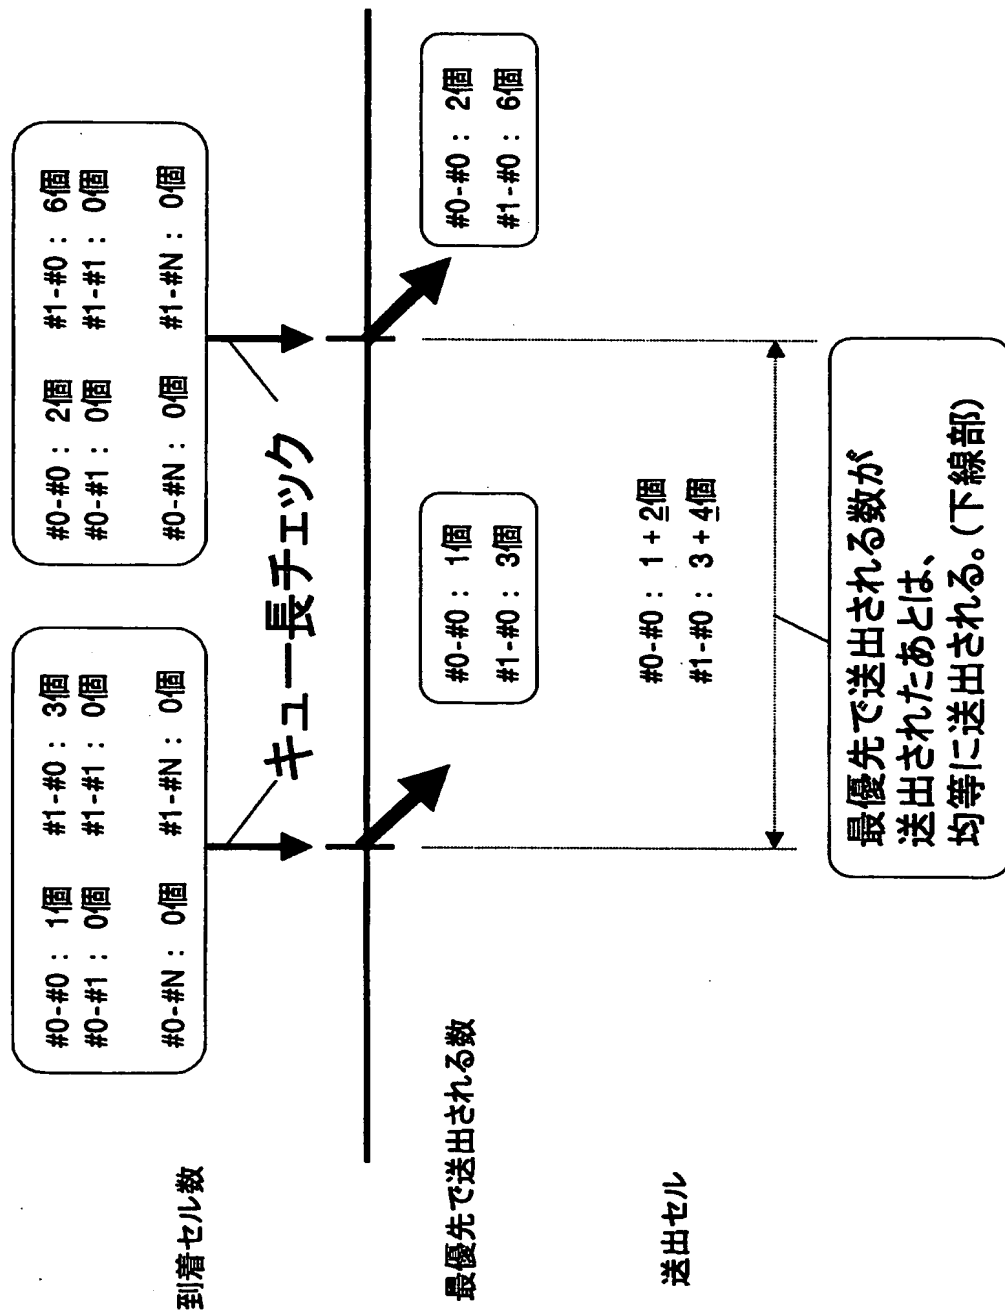 到着セル数
#0-#0 : 1個 #1-#0 : 3個
#0-#1 : 0個 #1-#1 : 0個
#0-#N : 0個 #1-#N : 0個
#0-#0 : 2個 #1-#0 : 6個
#0-#1 : 0個 #1-#1 : 0個
#0-#N : 0個 #1-#N : 0個
キュー長チェック
最優先で送出される数
#0-#0 : 1個
#1-#0 : 3個
#0-#0 : 2個
#1-#0 : 6個
送出セル
#0-#0 : 1 + 2個
#1-#0 : 3 + 4個
最優先で送出される数が
送出されたあとは、
均等に送出される。(下線部)